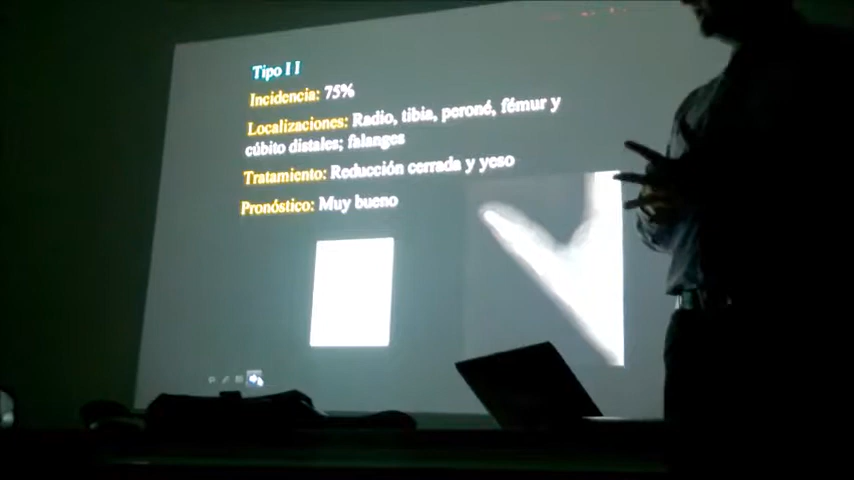 Tipo I I
Incidencia: 75%
Localizaciones: Radio, tibia, peroné, fémur y
cúbito distales; falanges
Tratamiento: Reducción cerrada y yeso
Pronóstico: Muy bueno